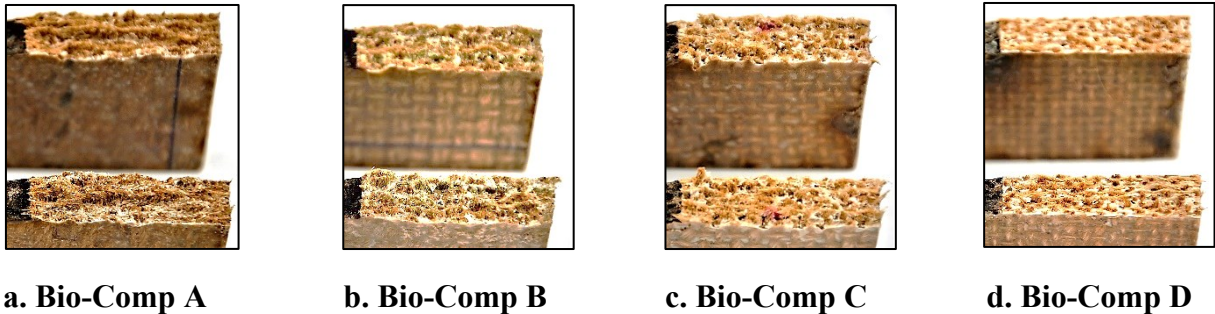 a. Bio-Comp A
b. Bio-Comp B
c. Bio-Comp C
d. Bio-Comp D